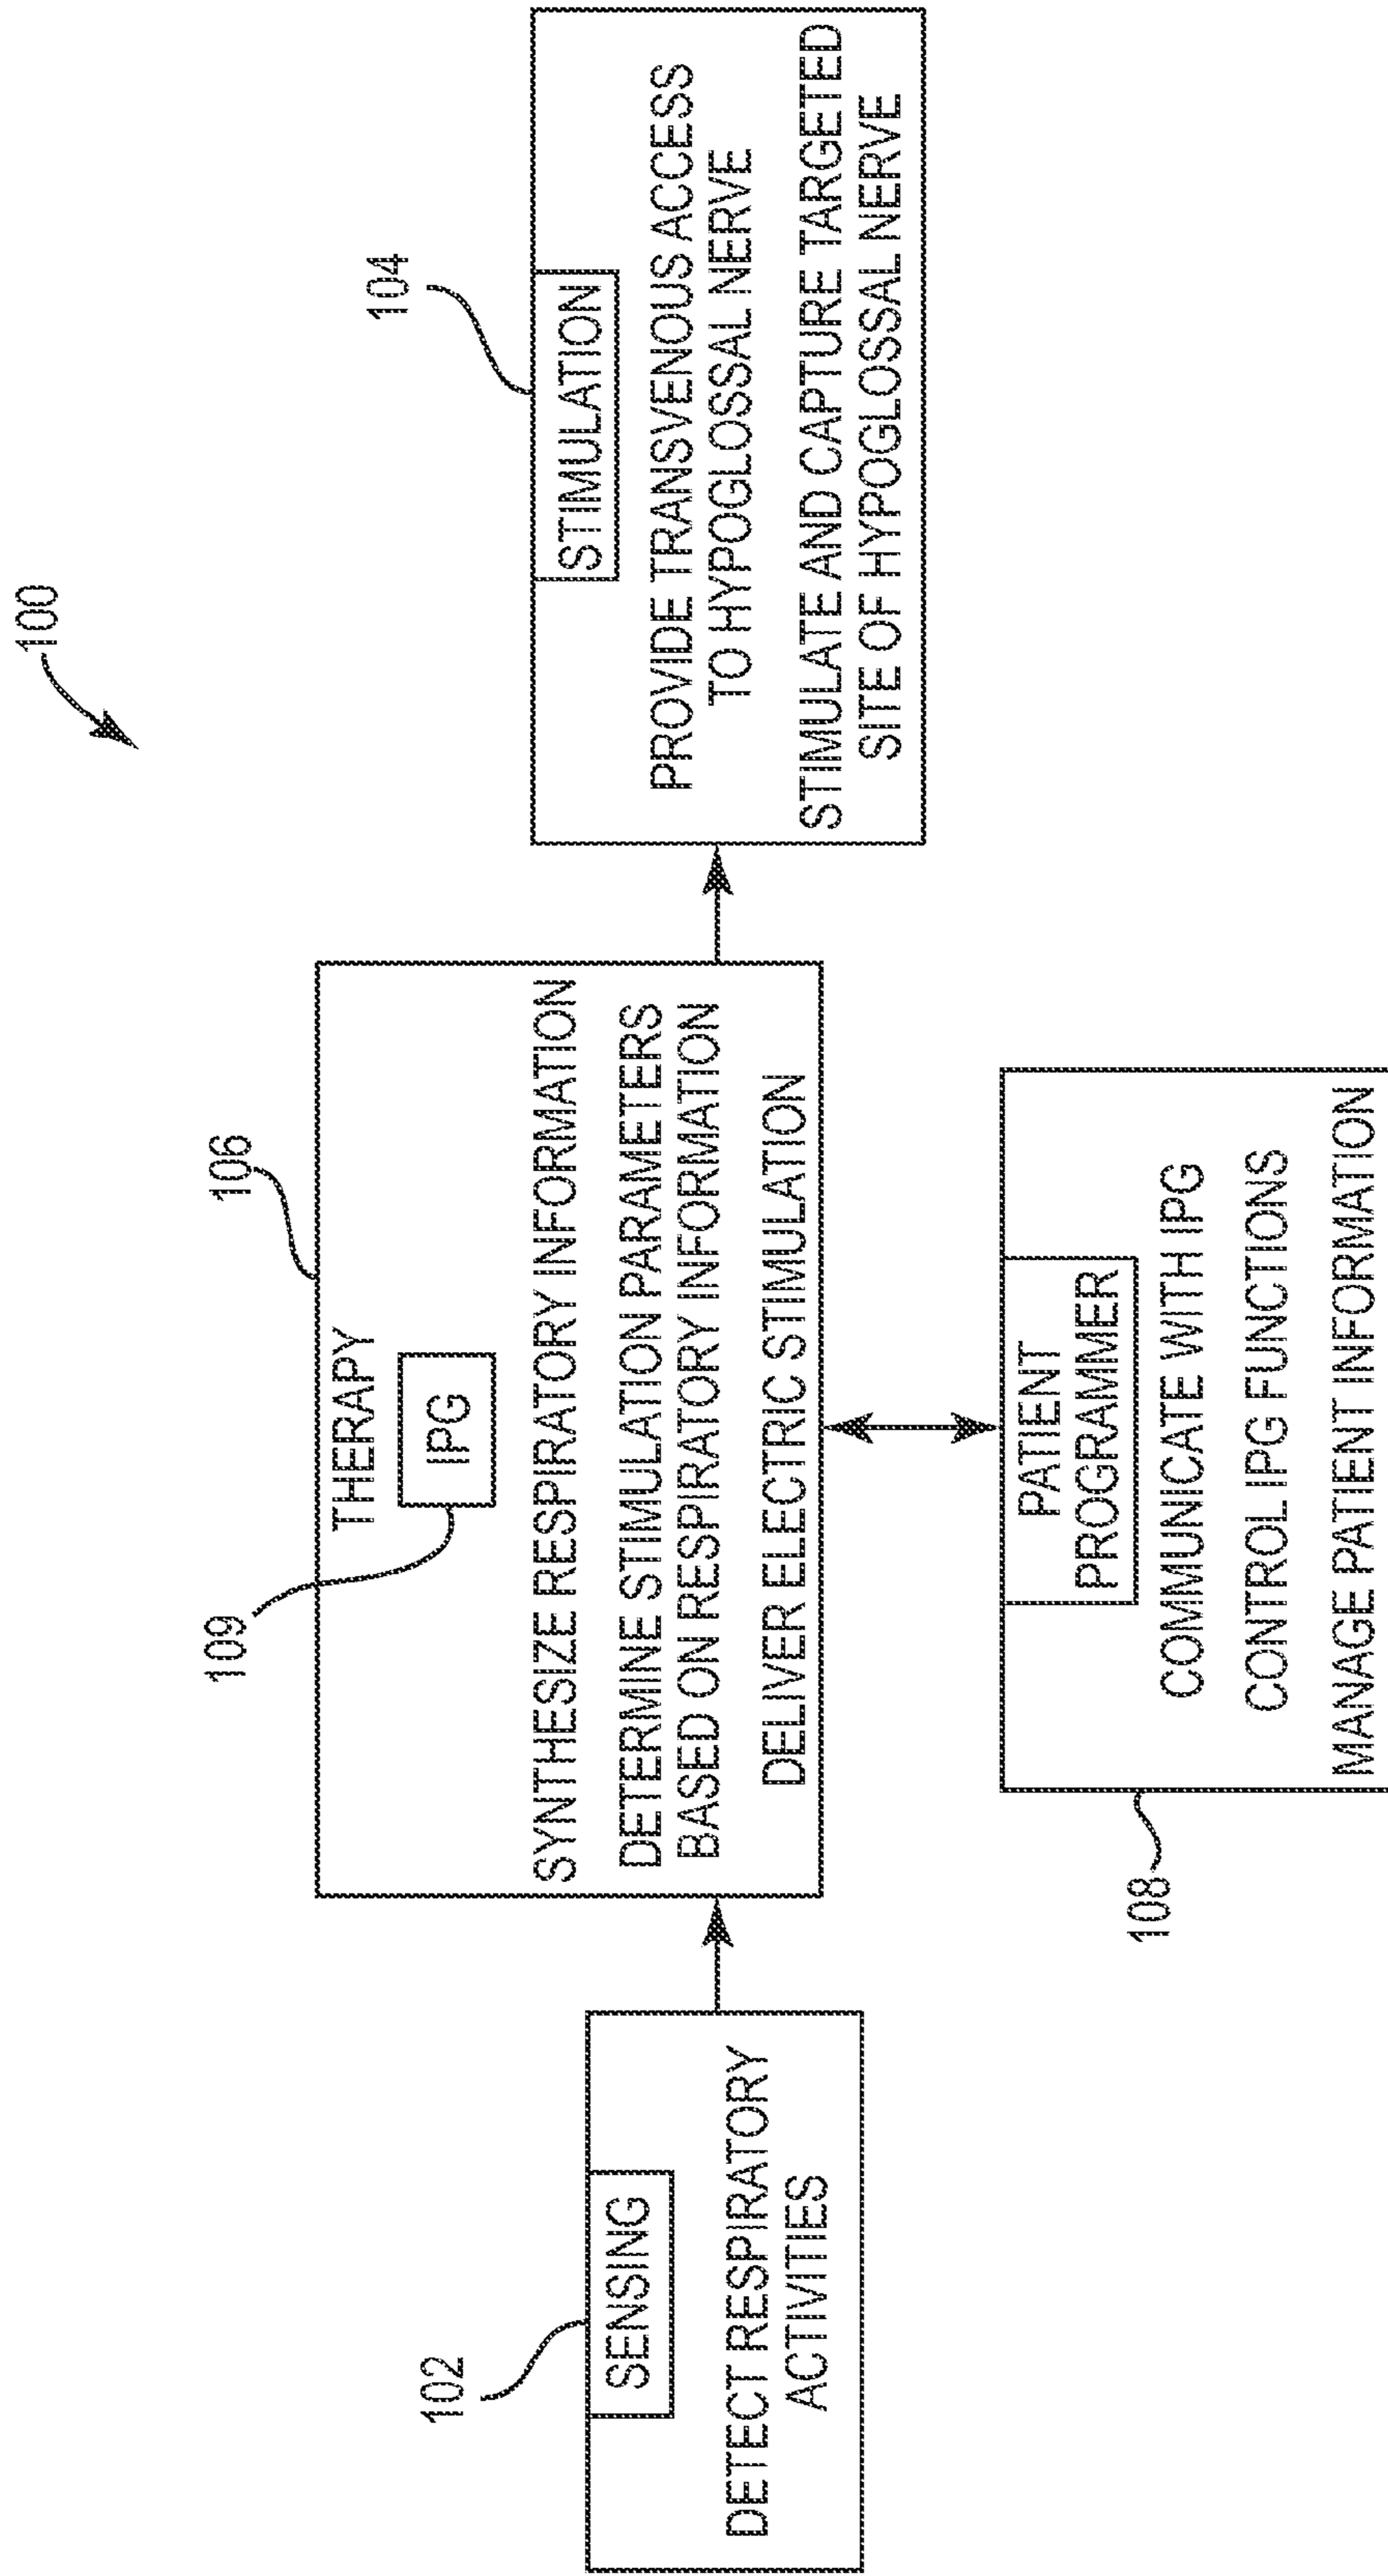 100
102
SENSING
DETECT RESPIRATORY
ACTIVITIES
106
109
THERAPY
IPG
SYNTHESIZE RESPIRATORY INFORMATION
DETERMINE STIMULATION PARAMETERS
BASED ON RESPIRATORY INFORMATION
DELIVER ELECTRIC STIMULATION
104
STIMULATION
PROVIDE TRANSVENOUS ACCESS
TO HYPOGLOSSAL NERVE
STIMULATE AND CAPTURE TARGETED
SITE OF HYPOGLOSSAL NERVE
108
PATIENT
PROGRAMMER
COMMUNICATE WITH IPG
CONTROL IPG FUNCTIONS
MANAGE PATIENT INFORMATION